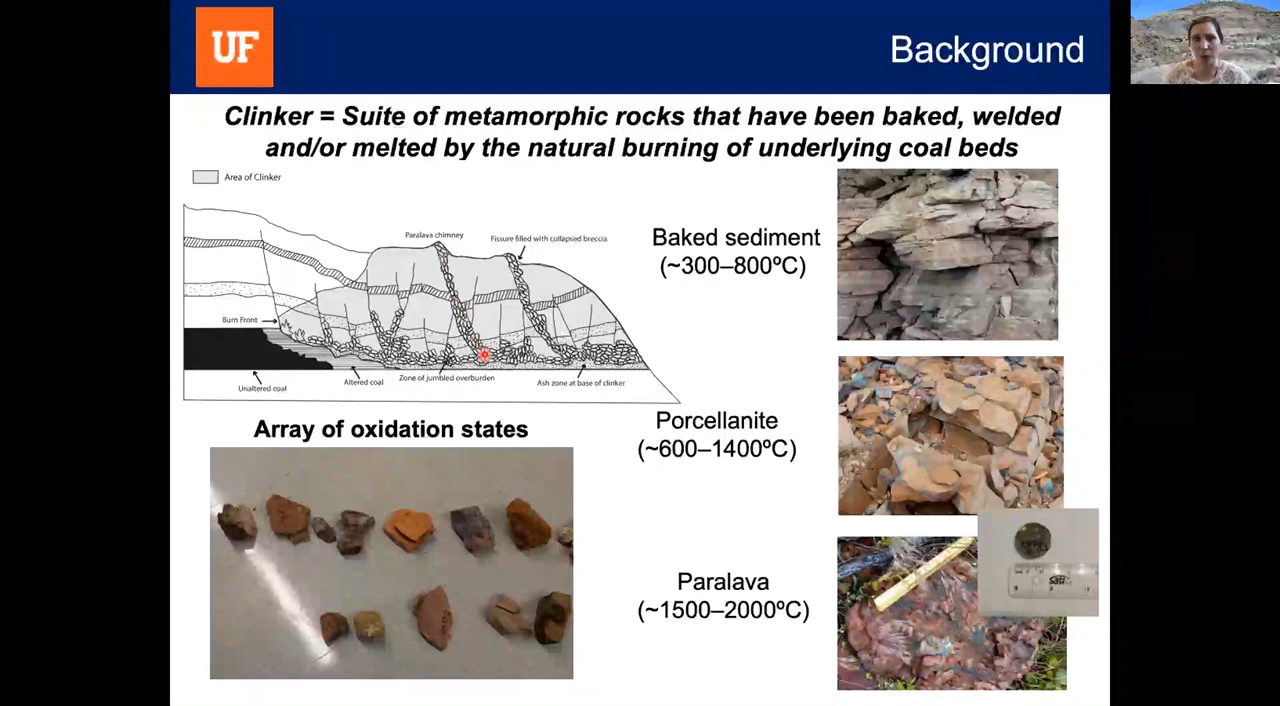 UF
Background
Clinker = Suite of metamorphic rocks that have been baked, welded
and/or melted by the natural burning of underlying coal beds
Area of Clinker
Paralava chimney
Fissure filled with collapsed breccia
Burn Front
Unaltered coal
Altered coal
Zone of jumbled overburden
Ash zone at base of clinker
Baked sediment
(~300–800ºC)
Array of oxidation states
Porcellanite
(~600–1400ºC)
Paralava
(~1500–2000ºC)